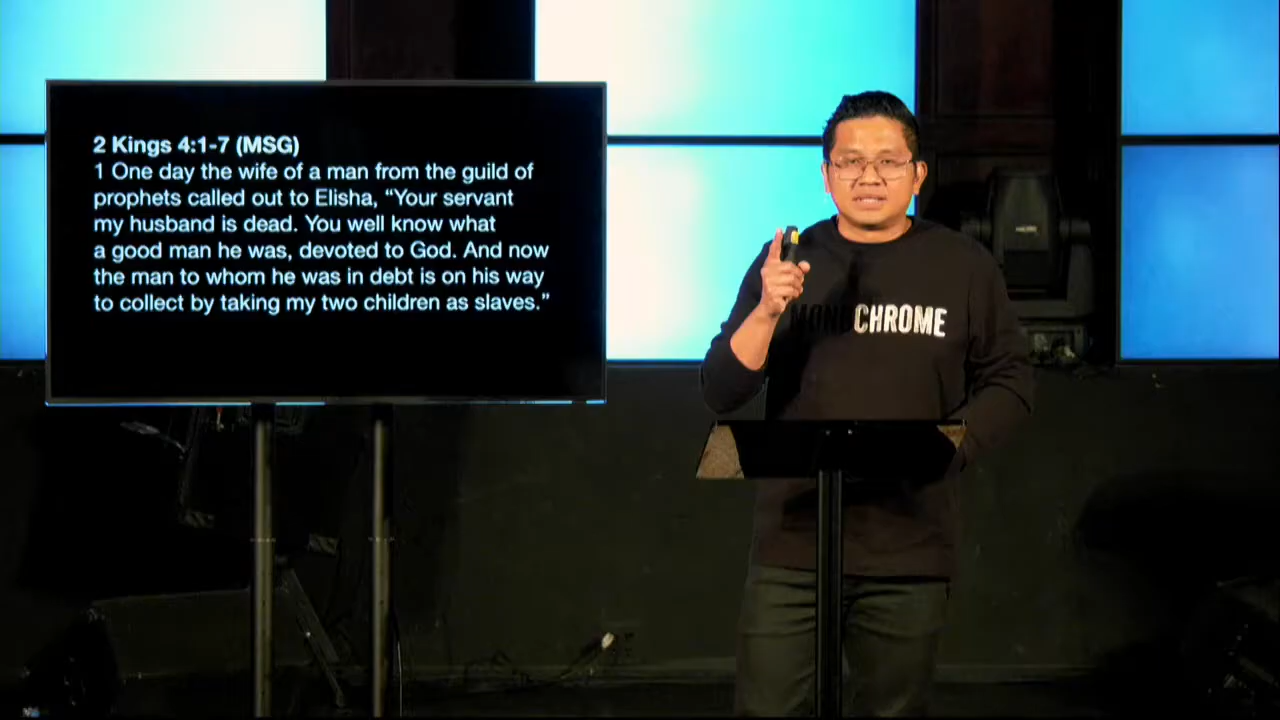 2 Kings 4:1-7 (MSG)
1 One day the wife of a man from the guild of
prophets called out to Elisha, “Your servant
my husband is dead. You well know what
a good man he was, devoted to God. And now
the man to whom he was in debt is on his way
to collect by taking my two children as slaves.”
MONOCHROME